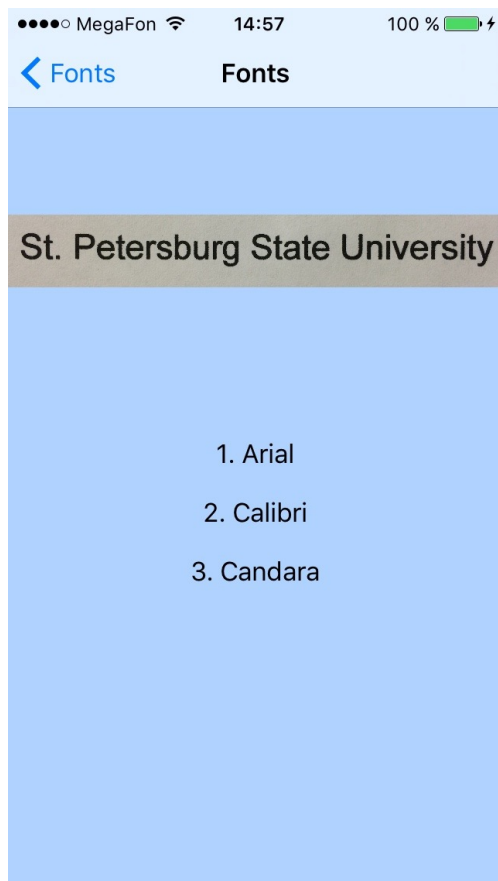 MegaFon 14:57 100 %
Fonts Fonts
St. Petersburg State University
1. Arial
2. Calibri
3. Candara